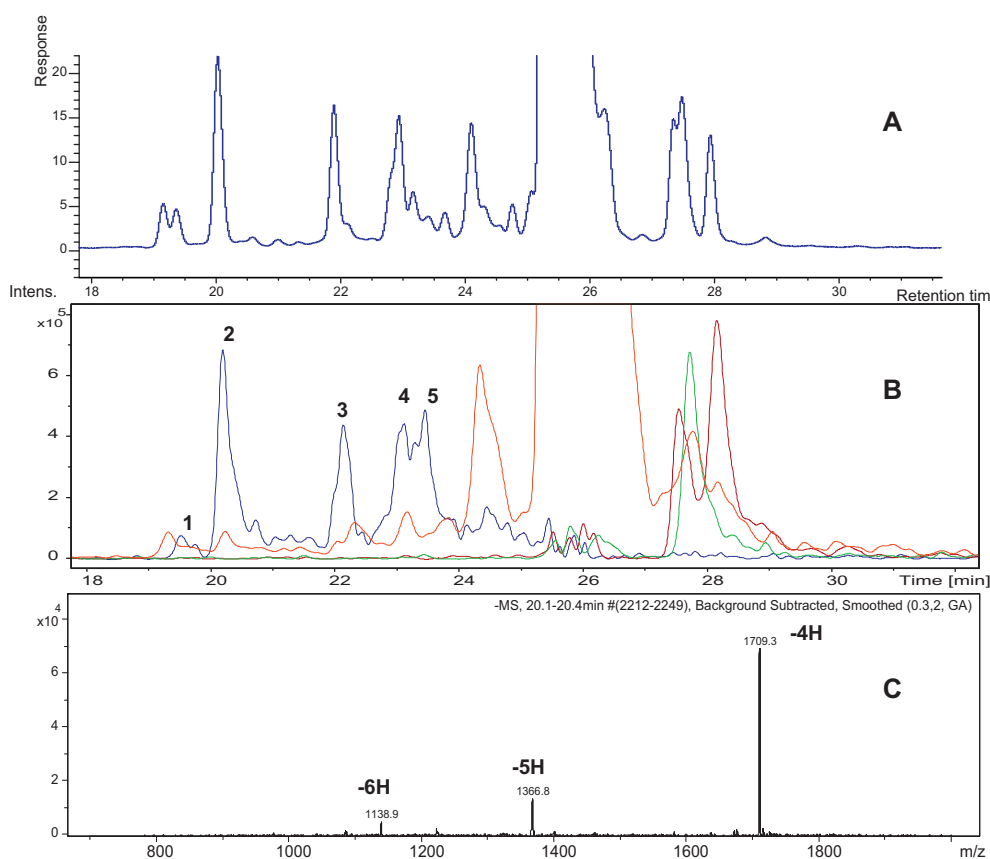 Response
20
15
10
5
0
A
18 20 22 24 26 28 30
Intens.
Retention tim
x10
5
6
4
2
0
1
2
3
4
5
B
18 20 22 24 26 28 30 Time [min]
-MS, 20.1-20.4min #(2212-2249), Background Subtracted, Smoothed (0.3,2, GA)
x10
4
6
4
2
0
-6H
1138.9
-5H
1366.8
1709.3
-4H
C
800 1000 1200 1400 1600 1800 m/z